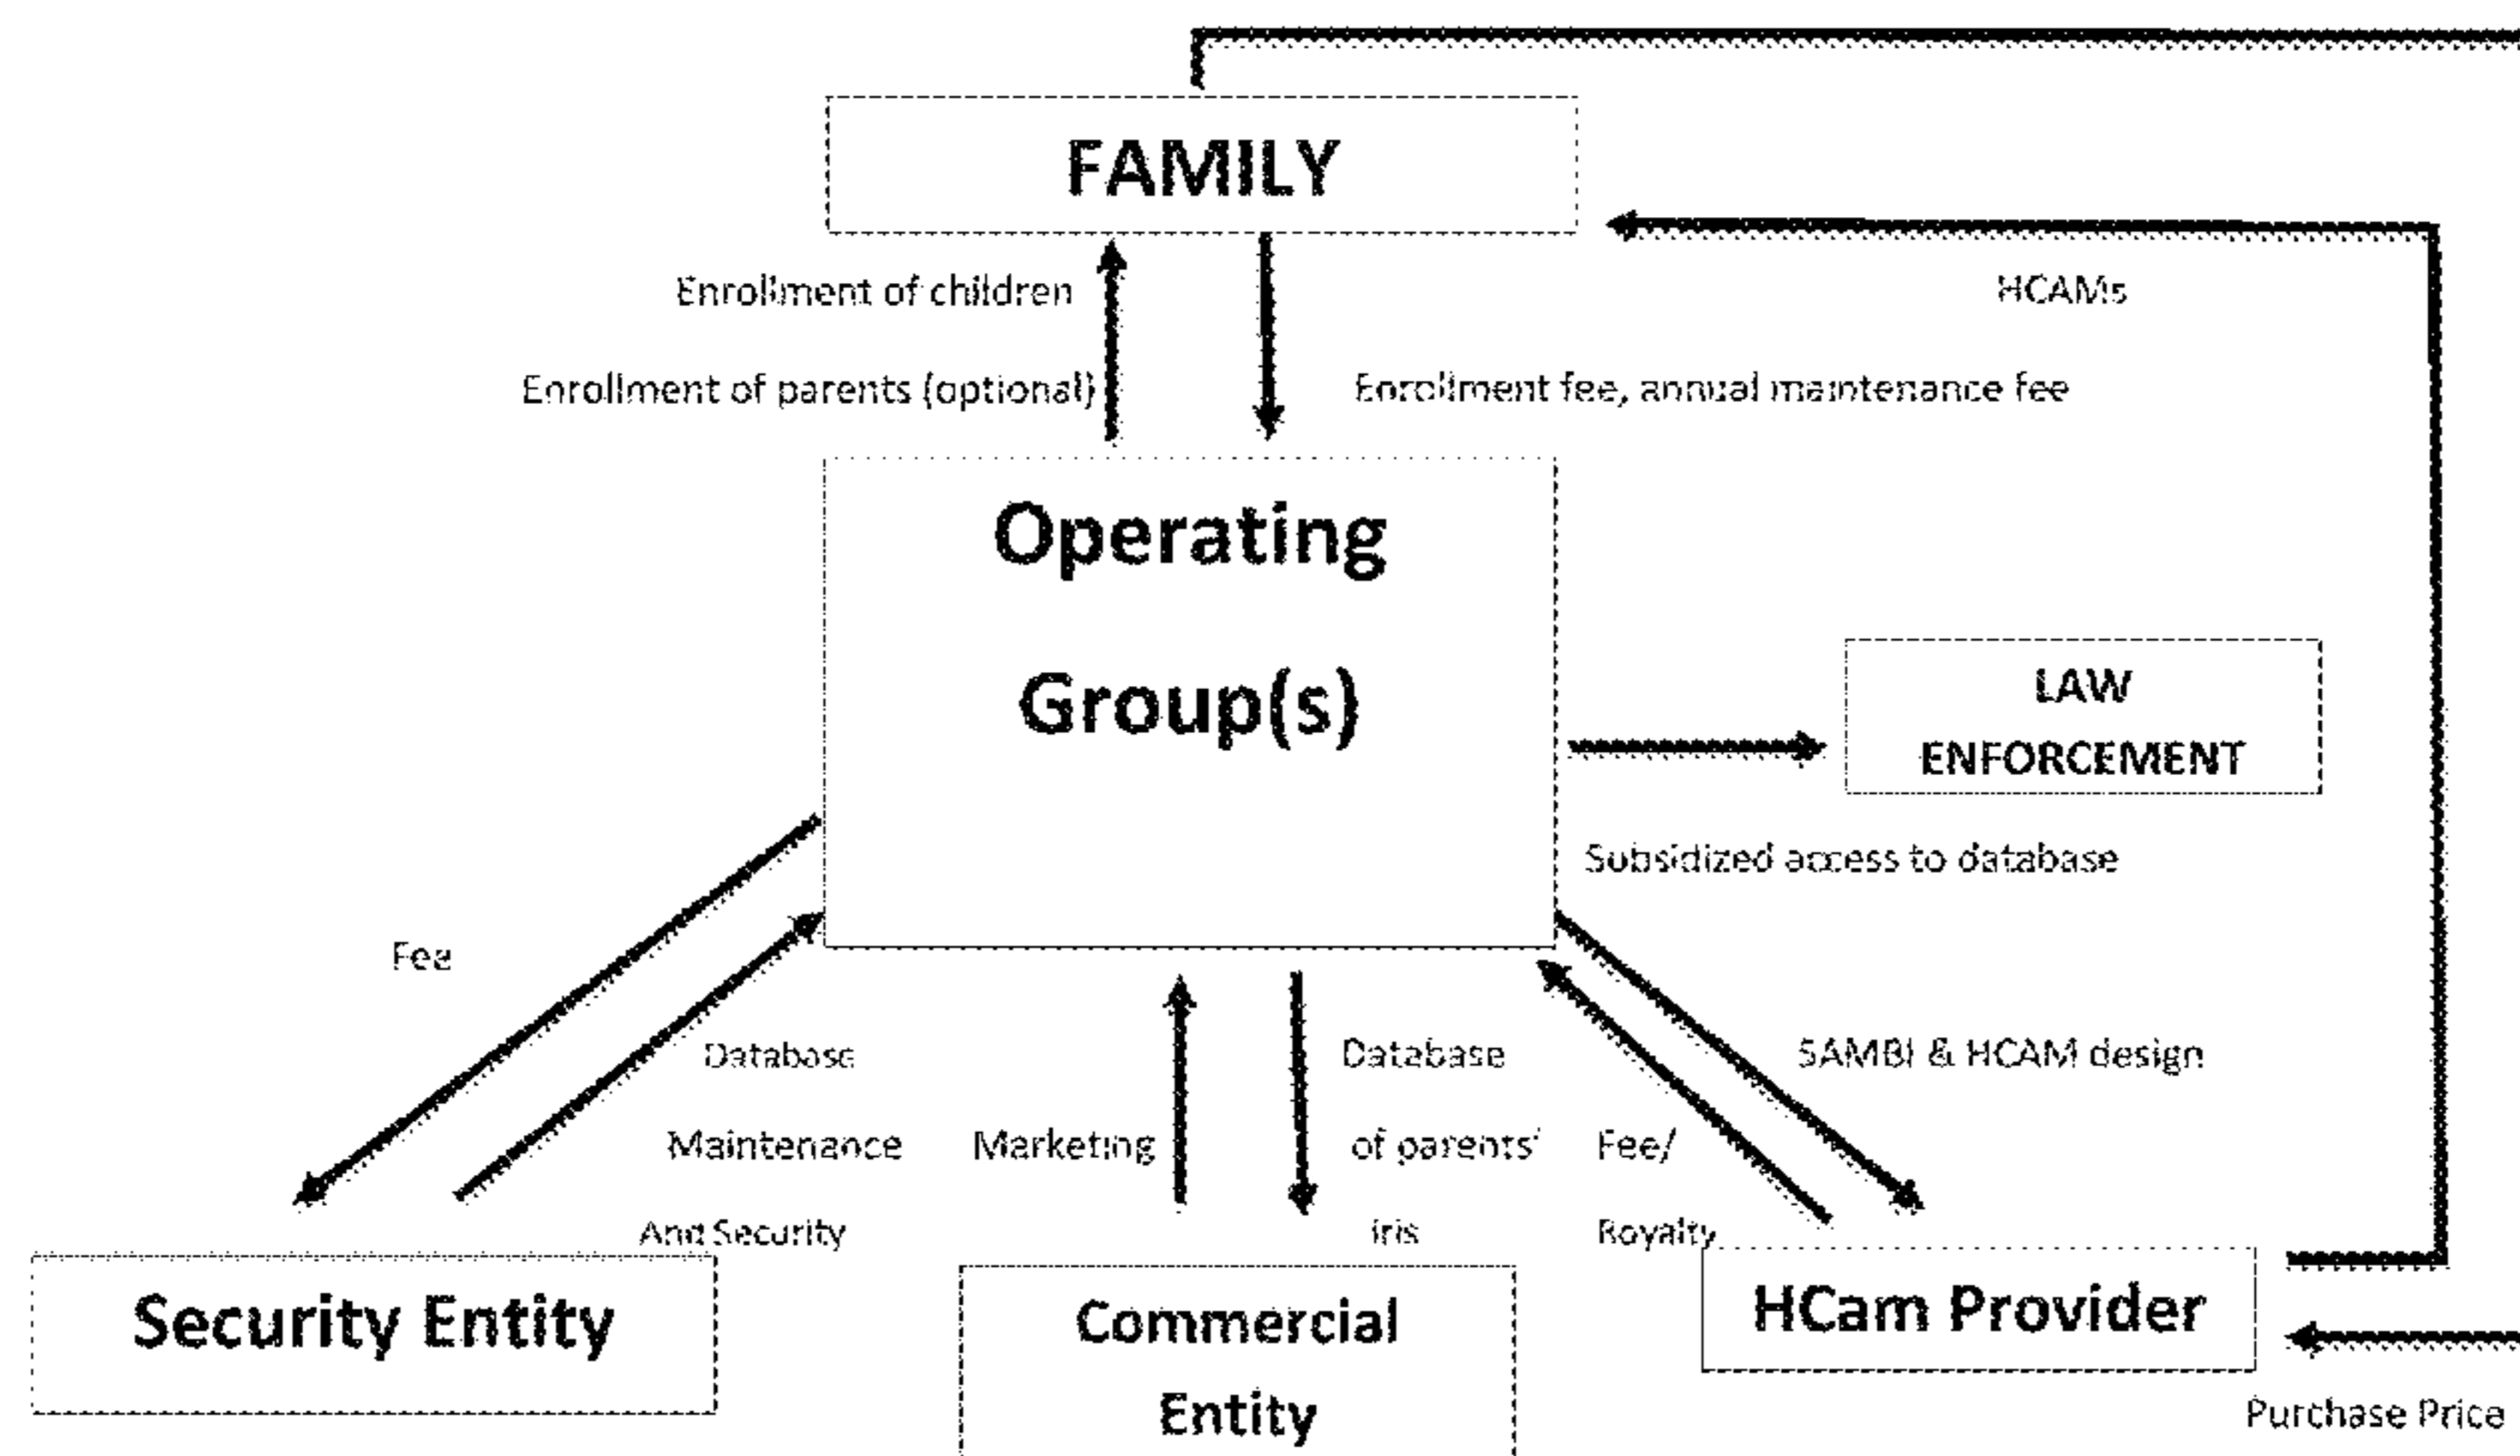 FAMILY
Enrollment of children
HCAMs
Enrollment of parents (optional)
Enrollment fee, annual maintenance fee
Operating
Group(s)
LAW
ENFORCEMENT
Subsidized access to database
Fee
Database
Maintenance
And Security
Marketing
Database
of parents'
iris
Fee/
Royalty
SAMBI & HCAM design
Security Entity
Commercial
Entity
HCam Provider
Purchase Price